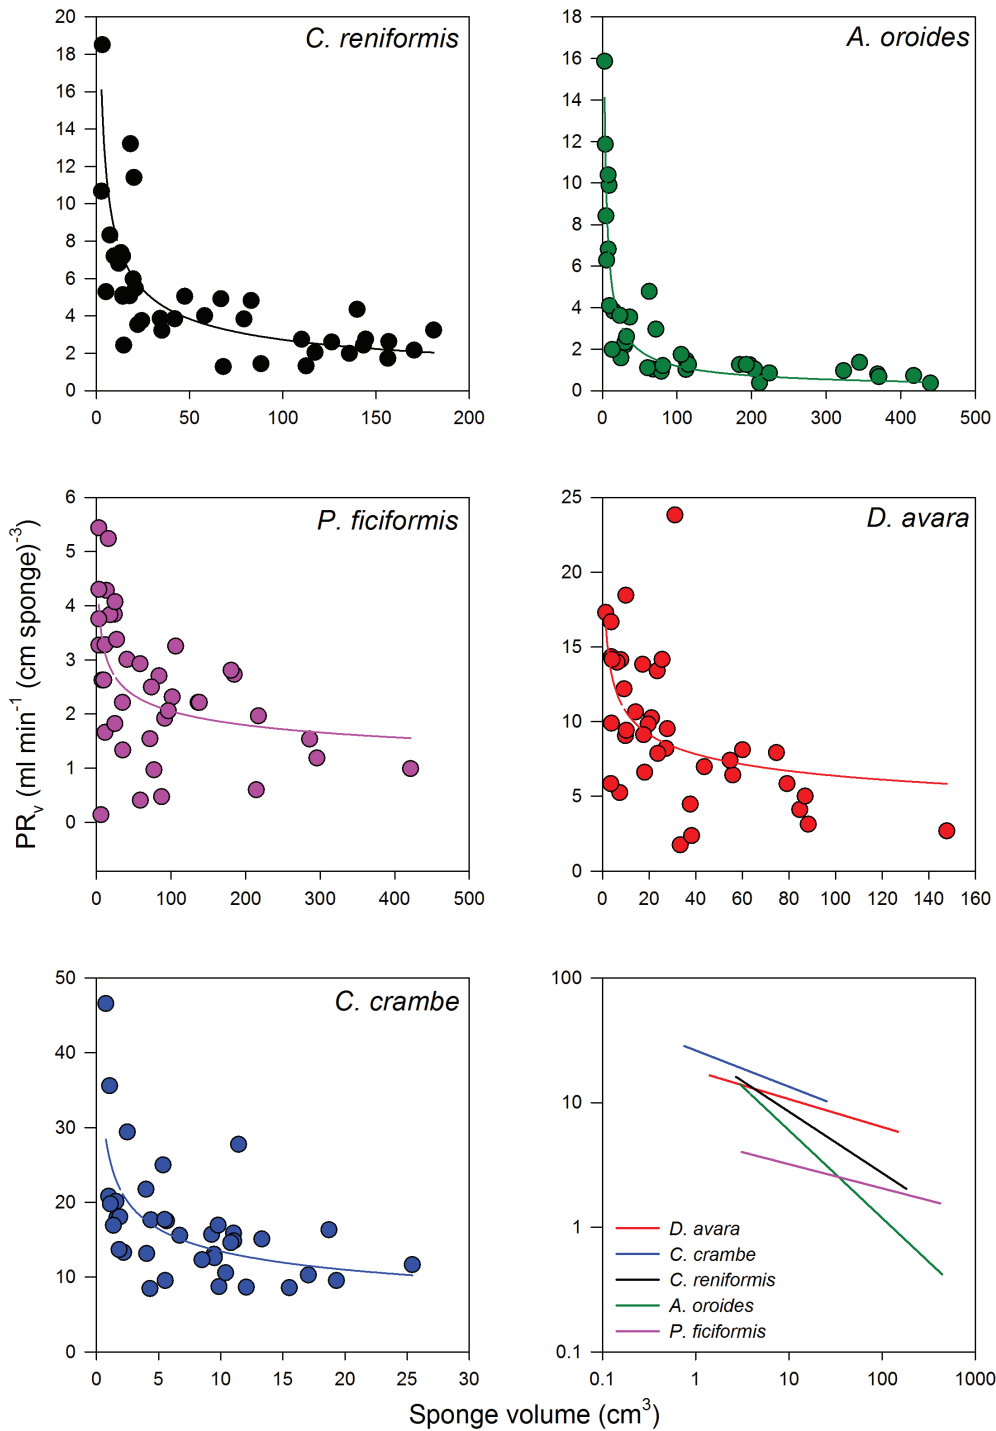 C. reniformis
20
18
16
14
12
10
8
6
4
2
0
0 50 100 150 200
A. oroides
18
16
14
12
10
8
6
4
2
0
0 100 200 300 400 500
P. ficiformis
6
5
4
3
2
1
0
0 100 200 300 400 500
D. avara
25
20
15
10
5
0
0 20 40 60 80 100 120 140 160
PRv (ml min⁻¹ (cm sponge)⁻³)
C. crambe
50
40
30
20
10
0
0 5 10 15 20 25 30
100
10
1
0.1
D. avara
C. crambe
C. reniformis
A. oroides
P. ficiformis
0.1 1 10 100 1000
Sponge volume (cm³)